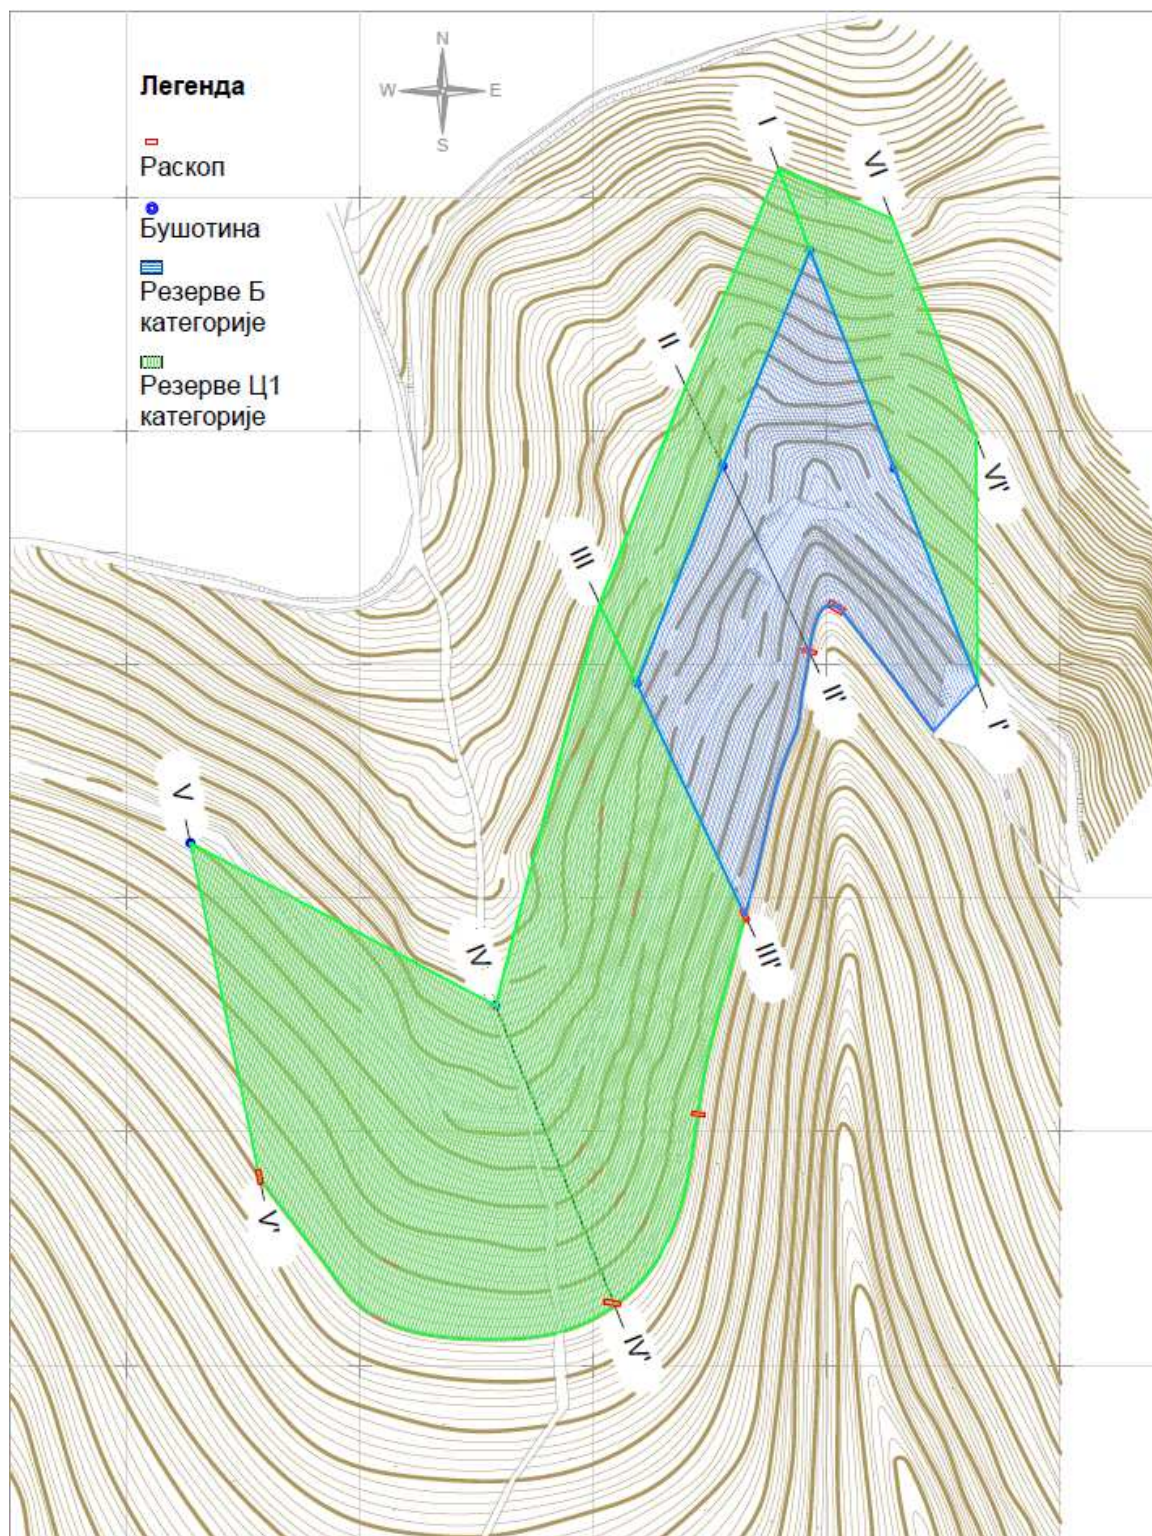 N
Легенда
W
E
S
Раскоп
Бушотина
Резерве Б
категорије
Резерве Ц1
категорије
I
VI
II
VI'
III
II'
I'
V
IV
III'
V'
IV'